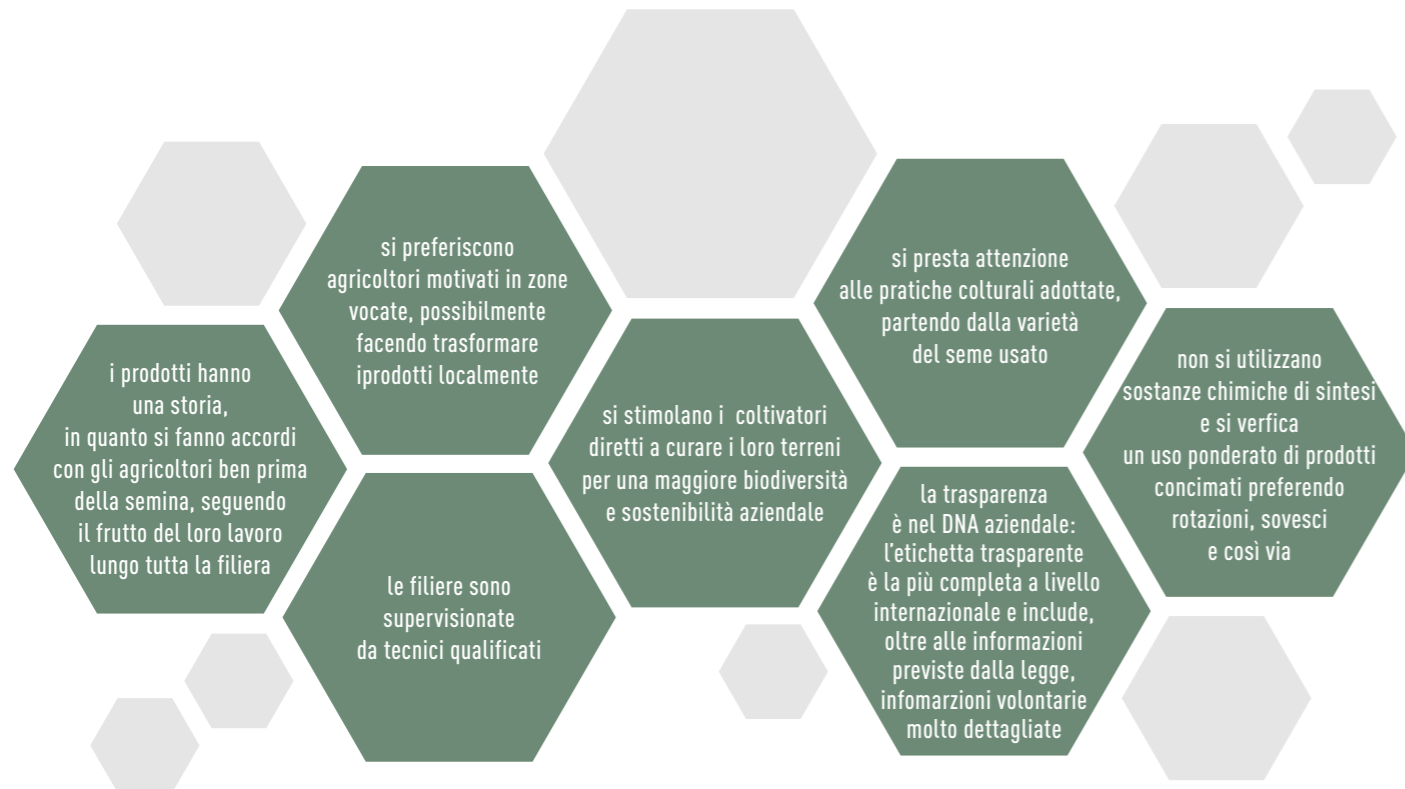 i prodotti hanno
una storia,
in quanto si fanno accordi
con gli agricoltori ben prima
della semina, seguendo
il frutto del loro lavoro
lungo tutta la filiera
si preferiscono
agricoltori motivati in zone
vocate, possibilmente
facendo trasformare
iprodotti localmente
le filiere sono
supervisionate
da tecnici qualificati
si stimolano i  coltivatori
diretti a curare i loro terreni
per una maggiore biodiversità
e sostenibilità aziendale
si presta attenzione
alle pratiche colturali adottate,
partendo dalla varietà
del seme usato
la trasparenza
è nel DNA aziendale:
l'etichetta trasparente
è la più completa a livello
internazionale e include,
oltre alle informazioni
previste dalla legge,
infomarzioni volontarie
molto dettagliate
non si utilizzano
sostanze chimiche di sintesi
e si verfica
un uso ponderato di prodotti
concimati preferendo
rotazioni, sovesci
e così via